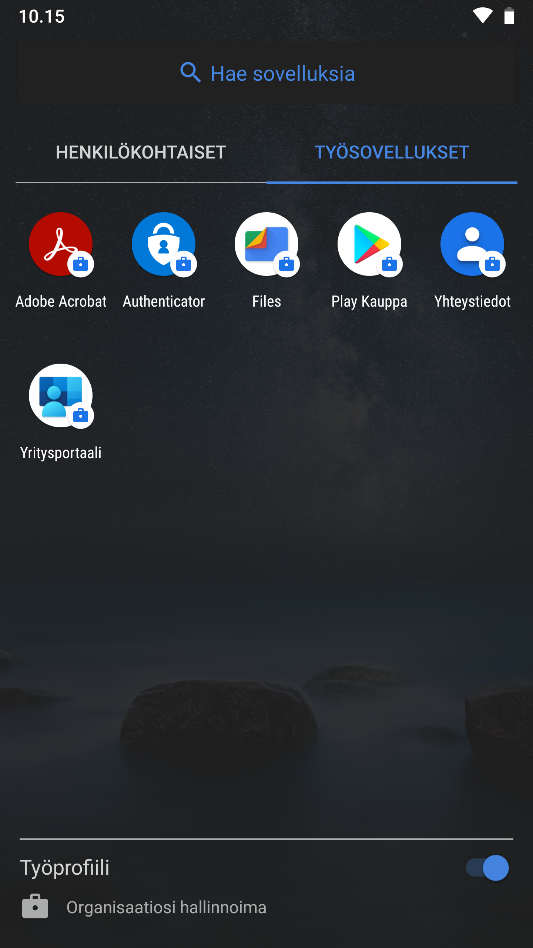 10.15
Hae sovelluksia
HENKILÖKOHTAISET TYÖSOVELLUKSET
Adobe Acrobat Authenticator Files Play Kauppa Yhteystiedot
Yritysportaali
Työprofiili
Organisaatiosi hallinnoima